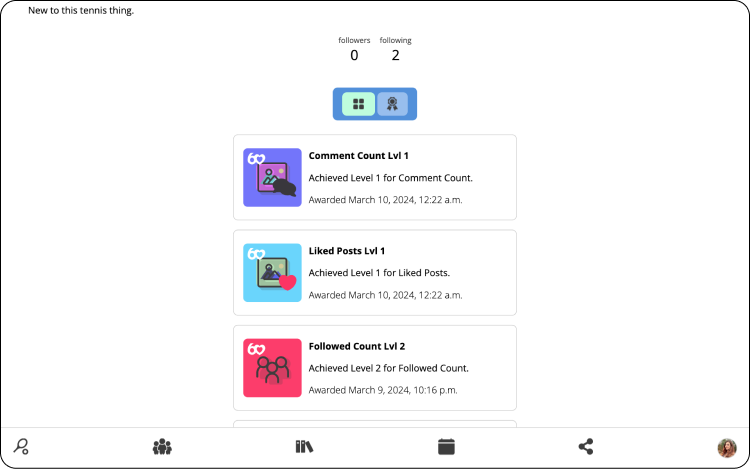 New to this tennis thing.
followers following
0 2
Comment Count Lvl 1
Achieved Level 1 for Comment Count.
Awarded March 10, 2024, 12:22 a.m.
Liked Posts Lvl 1
Achieved Level 1 for Liked Posts.
Awarded March 10, 2024, 12:22 a.m.
Followed Count Lvl 2
Achieved Level 2 for Followed Count.
Awarded March 9, 2024, 10:16 p.m.